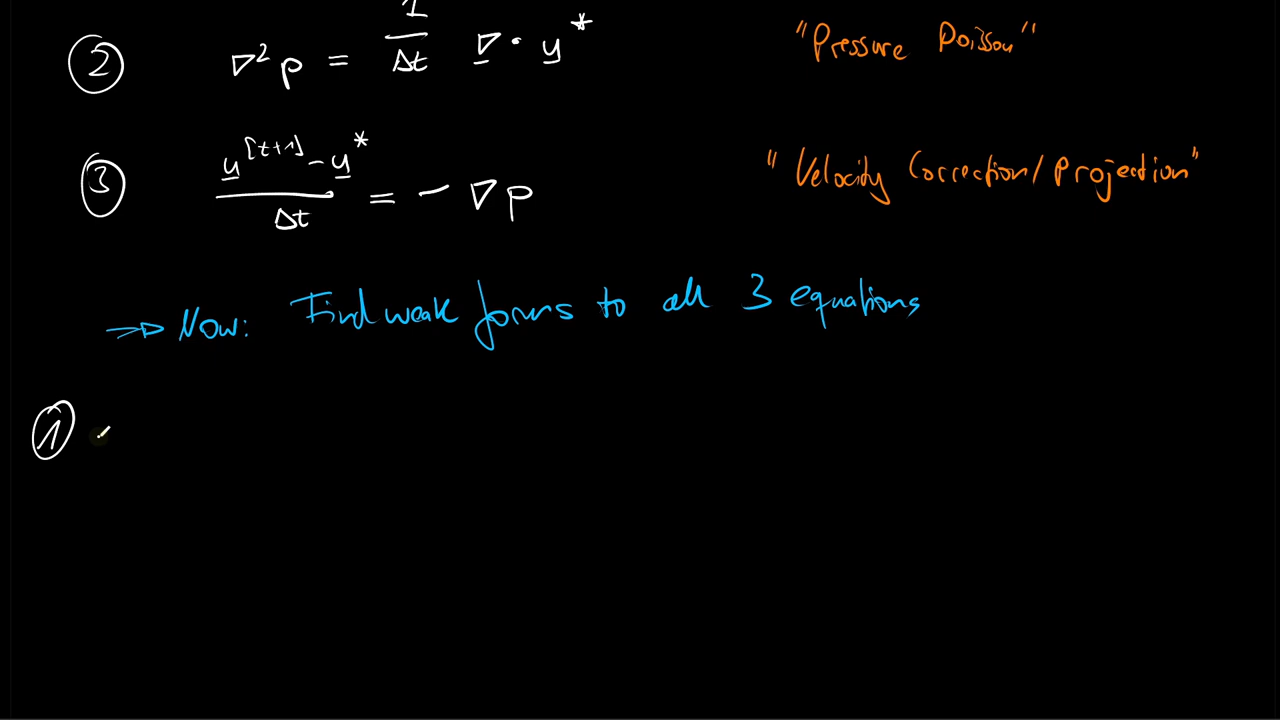 ② ∇²p = 1/Δt ∇ · u* "Pressure Poisson"
③ (u^[t+1] - u*)/Δt = - ∇p "Velocity Correction/Projection"
⇒ Now: Find weak forms to all 3 equations
①